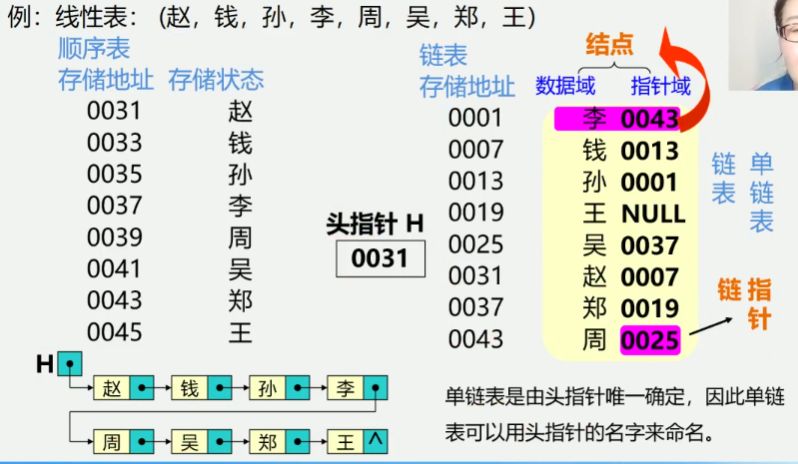 例：线性表：（赵，钱，孙，李，周，吴，郑，王）
顺序表
存储地址 存储状态
0031 赵
0033 钱
0035 孙
0037 李
0039 周
0041 吴
0043 郑
0045 王
头指针 H
0031
链表
存储地址
结点
数据域 指针域
0001 李 0043
0007 钱 0013
0013 孙 0001
0019 王 NULL
0025 吴 0037
0031 赵 0007
0037 郑 0019
0043 周 0025
链表
单链表
链
指针
H
赵 钱 孙 李
周 吴 郑 王 ^
单链表是由头指针唯一确定，因此单链
表可以用头指针的名字来命名。